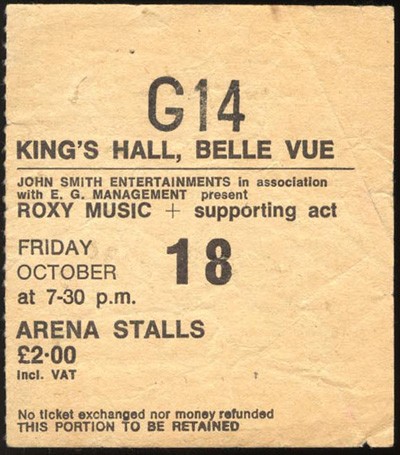 G14
KING'S HALL, BELLE VUE
JOHN SMITH ENTERTAINMENTS in association
with E. G. MANAGEMENT present
ROXY MUSIC + supporting act
FRIDAY
OCTOBER 18
at 7-30 p.m.
ARENA STALLS
£2·00
incl. VAT
No ticket exchanged nor money refunded
THIS PORTION TO BE RETAINED